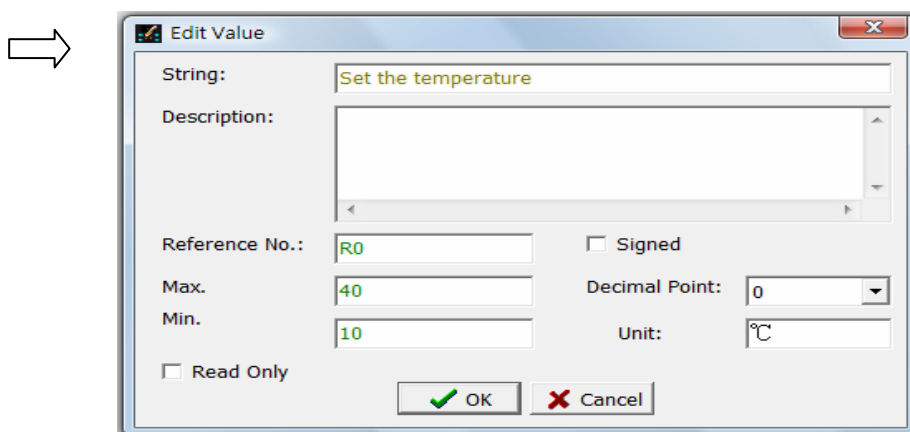 Edit Value
String: Set the temperature
Description:
Reference No.: R0 Signed
Max. 40 Decimal Point: 0
Min. 10 Unit: ℃
Read Only
OK Cancel